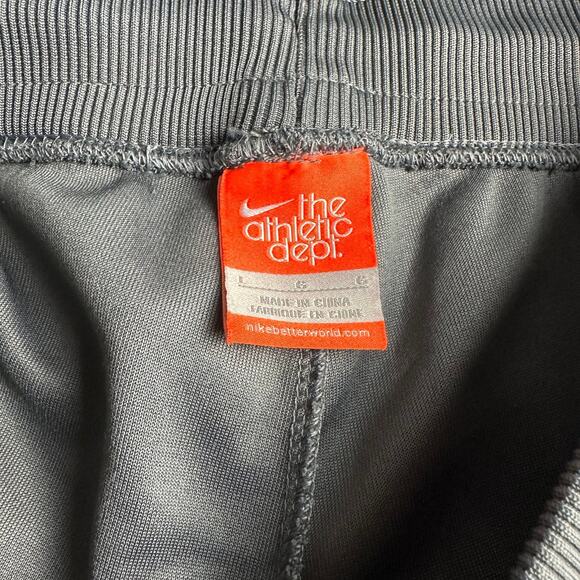 the
athletic
dept.
L G G
MADE IN CHINA
FABRIQUE EN CHINE
nikebetterworld.com